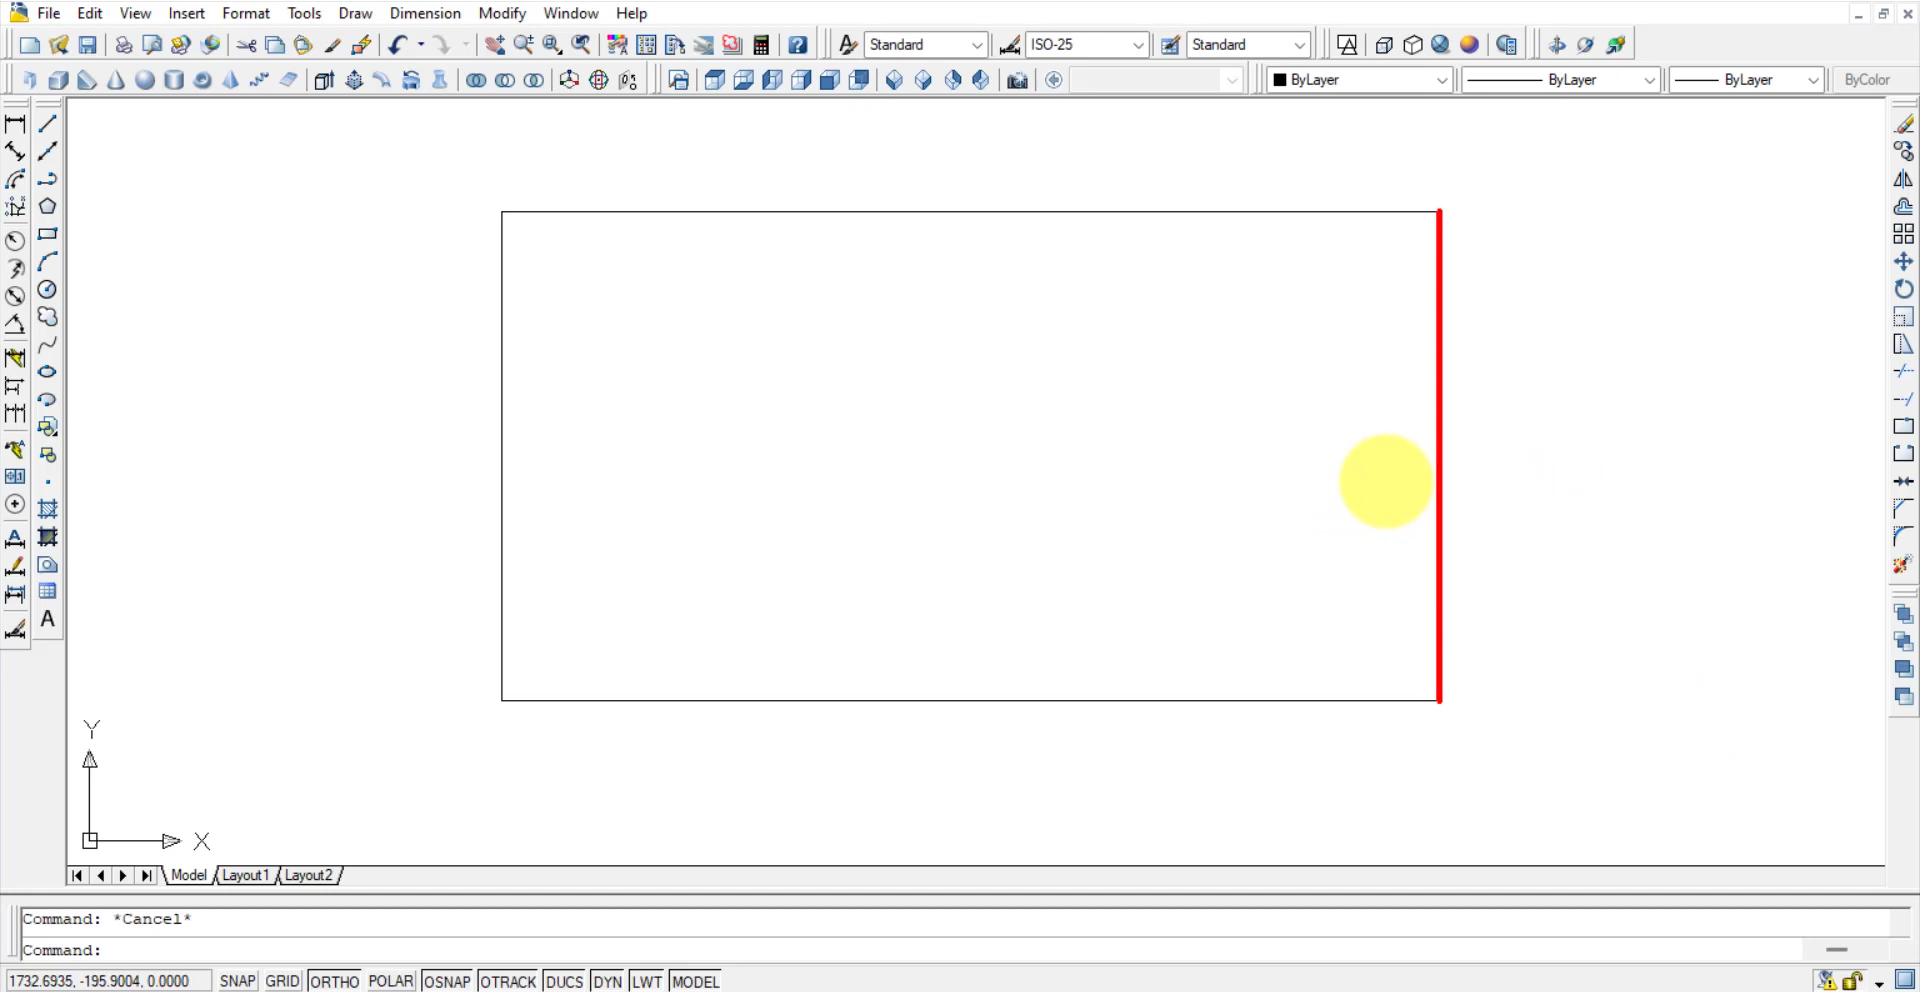 File Edit View Insert Format Tools Draw Dimension Modify Window Help
Standard ISO-25 Standard
ByLayer ByLayer ByLayer ByColor
A
Y
X
Model Layout1 Layout2
Command: *Cancel*
Command:
1732.6935, -195.9004, 0.0000 SNAP GRID ORTHO POLAR OSNAP OTRACK DUCS DYN LWT MODEL